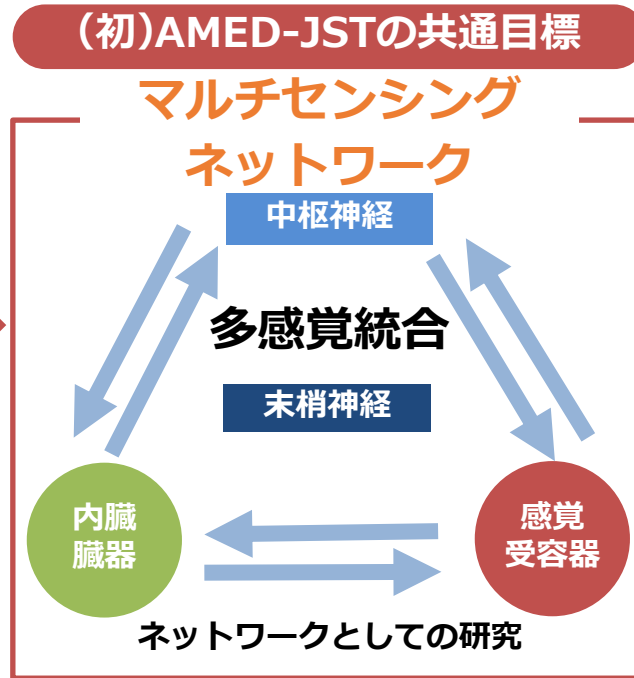 (初)AMED-JSTの共通目標
マルチセンシング
ネットワーク
中枢神経
多感覚統合
末梢神経
内臓
臓器
感覚
受容器
ネットワークとしての研究